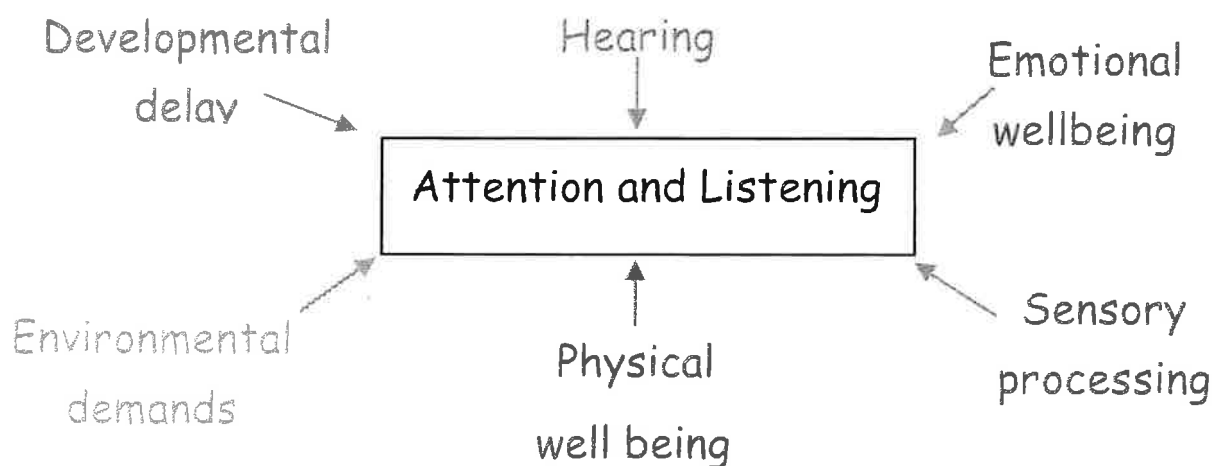 Developmental
delay
Hearing
Emotional
wellbeing
Attention and Listening
Environmental
demands
Physical
well being
Sensory
processing